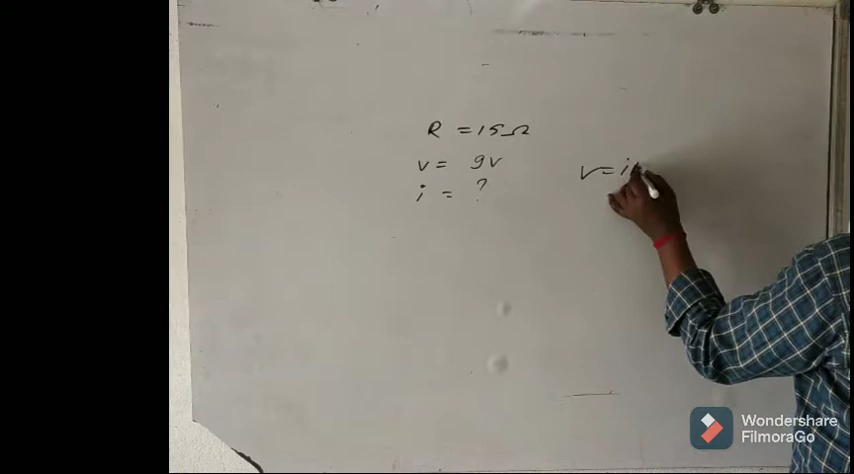 R = 15Ω
V = 9V
i = ?
V = i
Wondershare
FilmoraGo